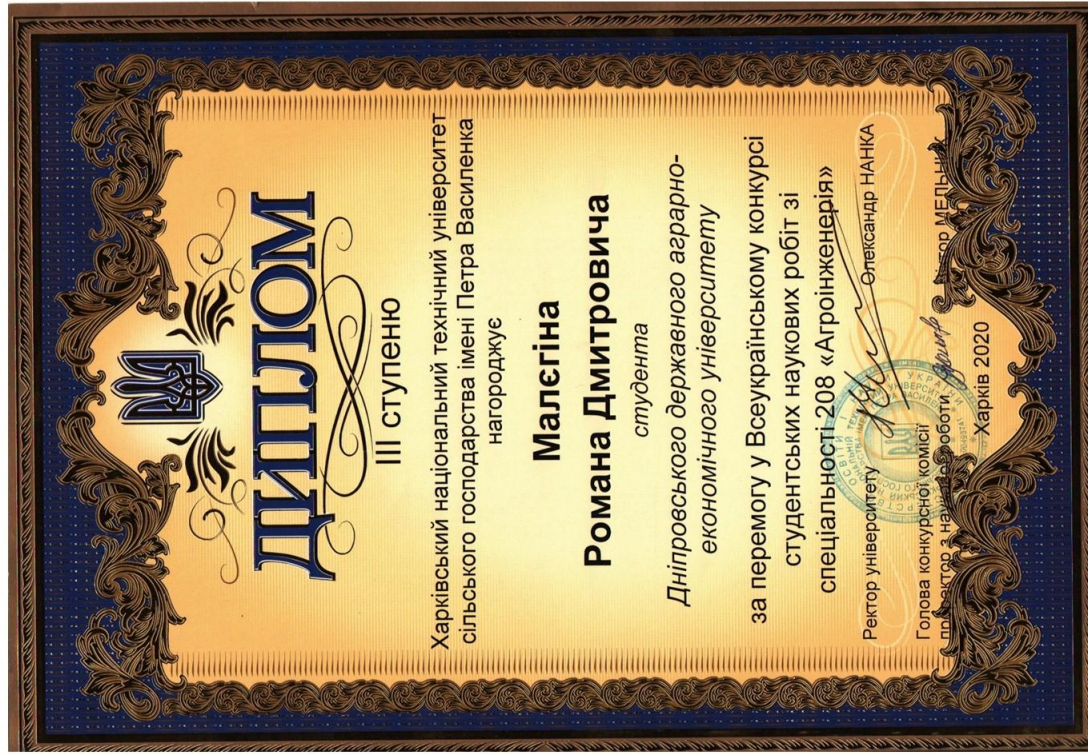 ДИПЛОМ
III ступеню
Харківський національний технічний університет
сільського господарства імені Петра Василенка
нагороджує
Малєгіна
Романа Дмитровича
студента
Дніпровського державного аграрно-
економічного університету
за перемогу у Всеукраїнському конкурсі
студентських наукових робіт зі
спеціальності 208 «Агроінженерія»
Ректор університету Олександр НАНКА
Голова конкурсної комісії
проректор з наукової роботи Віктор МЕЛЬНИК
Харків 2020